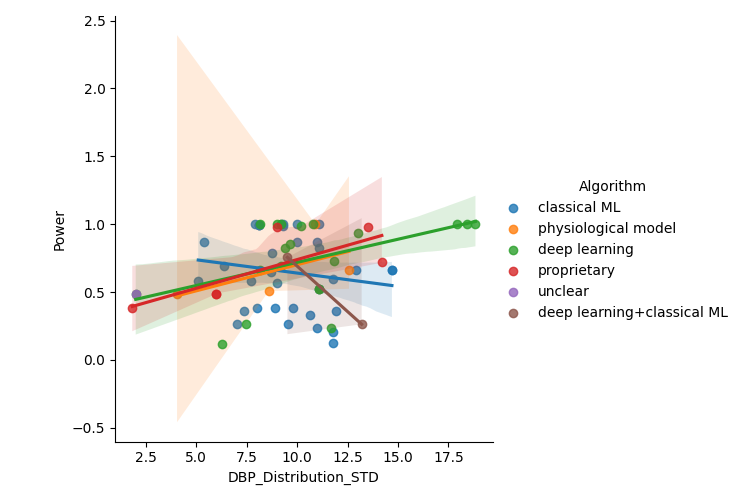 2.5
2.0
1.5
1.0
0.5
0.0
−0.5
Power
2.5 5.0 7.5 10.0 12.5 15.0 17.5
DBP_Distribution_STD
Algorithm
classical ML
physiological model
deep learning
proprietary
unclear
deep learning+classical ML